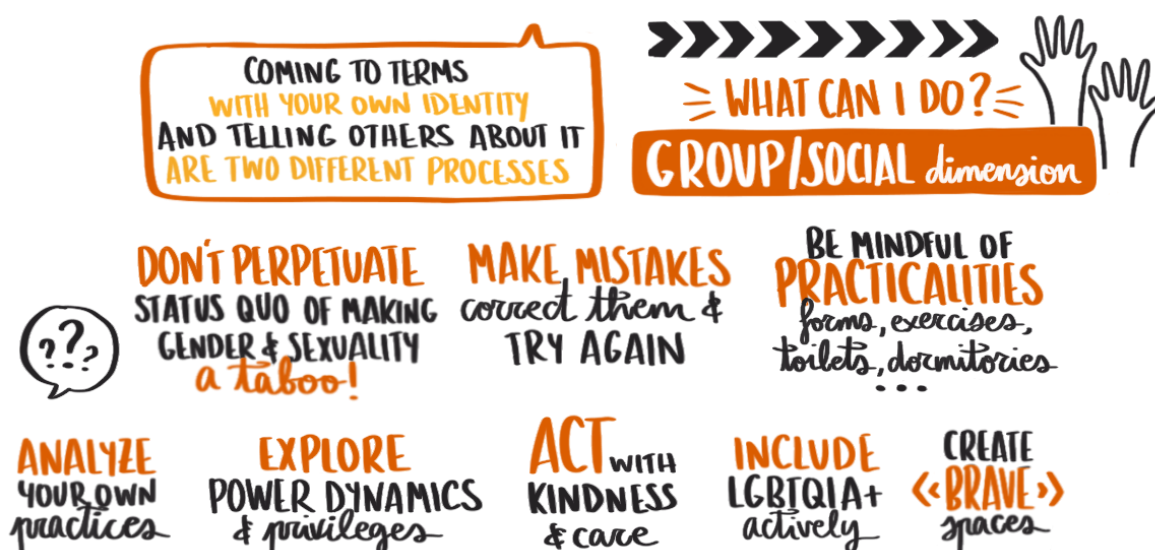 COMING TO TERMS
WITH YOUR OWN IDENTITY
AND TELLING OTHERS ABOUT IT
ARE TWO DIFFERENT PROCESSES
WHAT CAN I DO?
GROUP/SOCIAL dimension
DON'T PERPETUATE
STATUS QUO OF MAKING
GENDER & SEXUALITY
a taboo!
MAKE MISTAKES
correct them &
TRY AGAIN
BE MINDFUL OF
PRACTICALITIES
forms, exercises,
toilets, dormitories
...
???
ANALYZE
YOUR OWN
practices
EXPLORE
POWER DYNAMICS
& privileges
ACT WITH
KINDNESS
& care
INCLUDE
LGBTQIA+
actively
CREATE
«BRAVE»
spaces